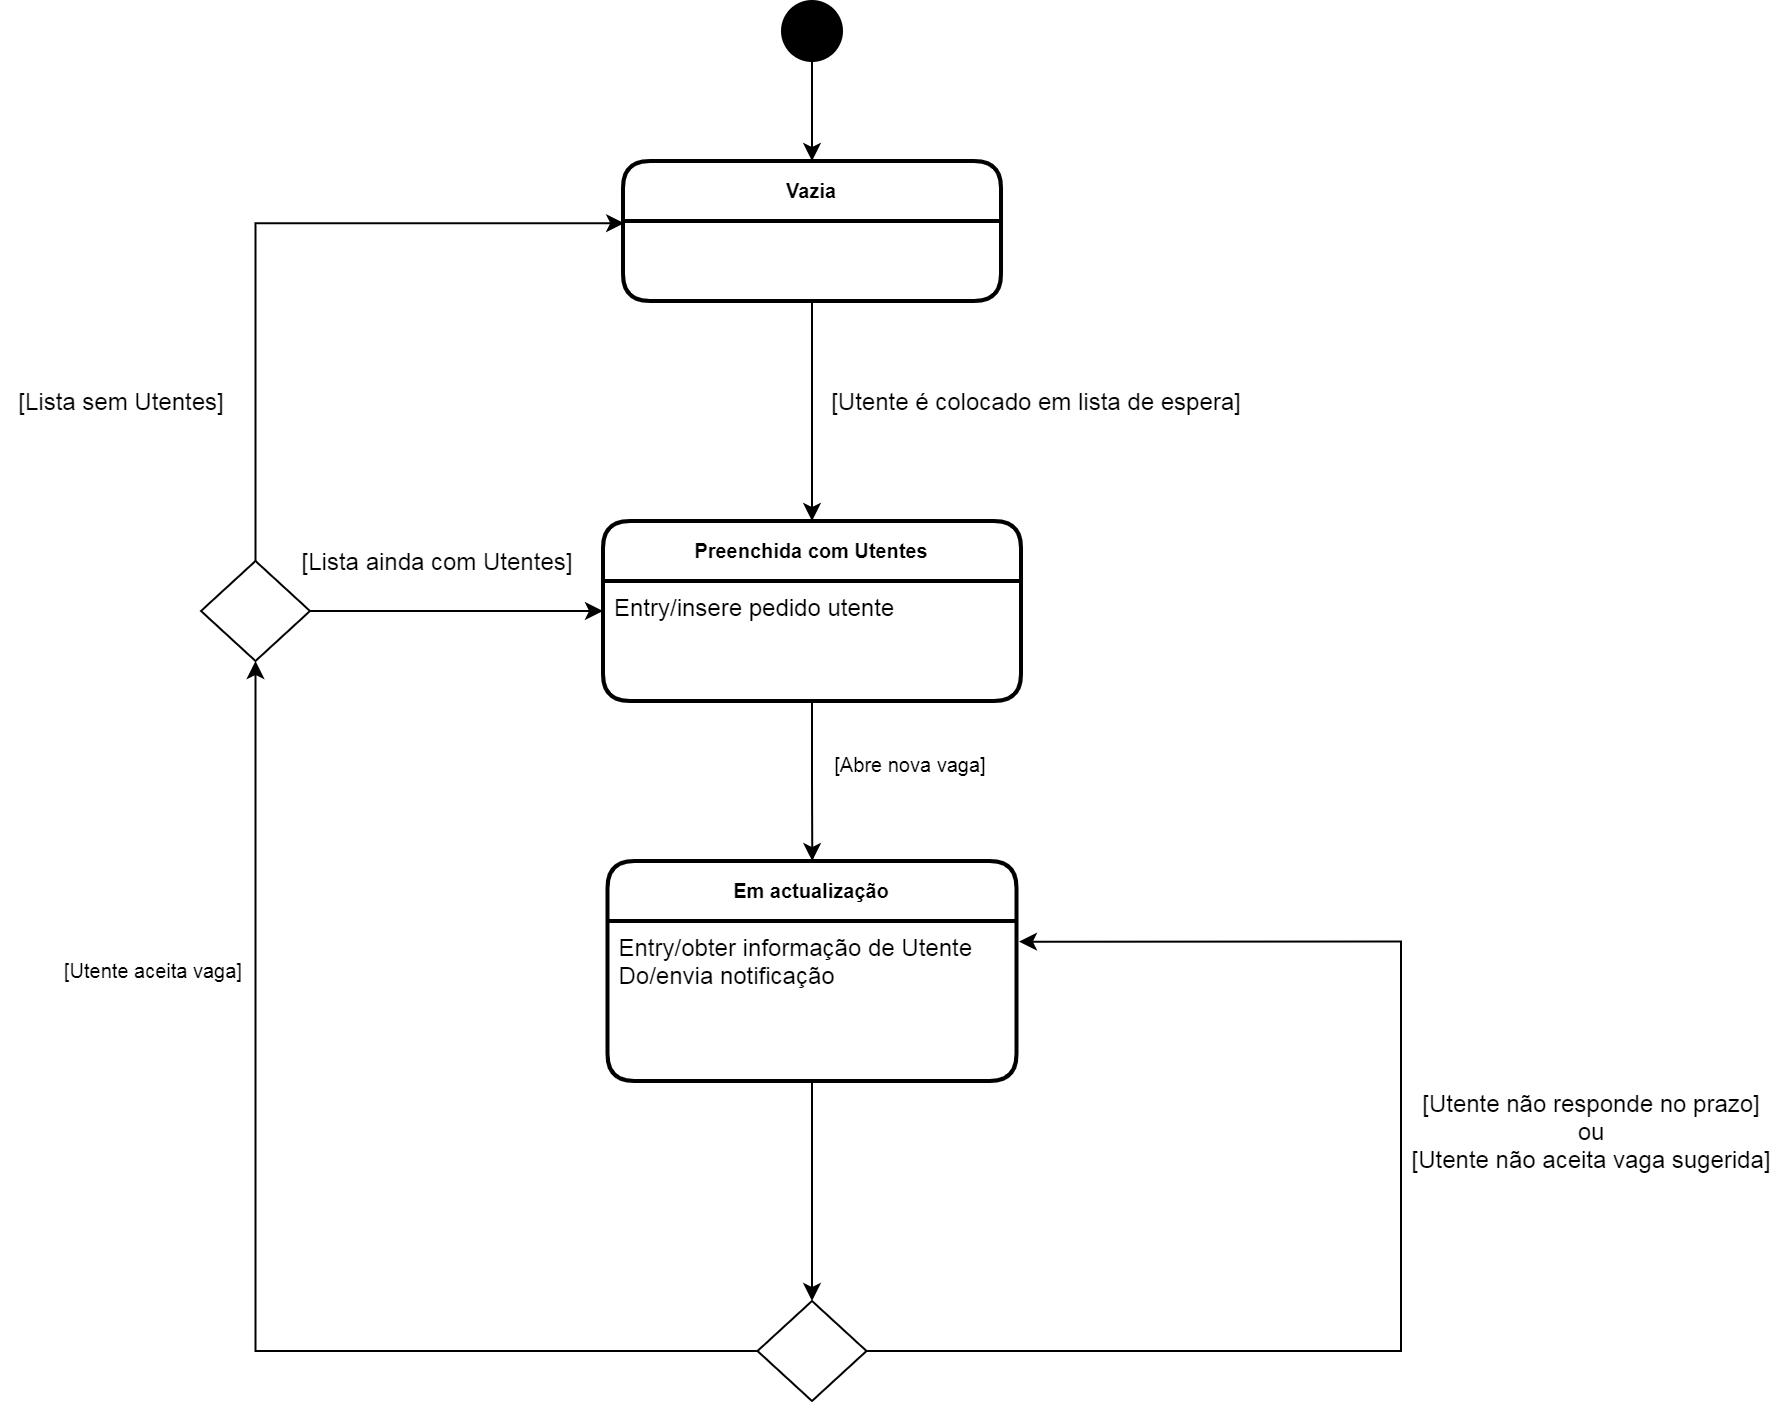 Vazia
[Lista sem Utentes]
[Utente é colocado em lista de espera]
[Lista ainda com Utentes]
Preenchida com Utentes
Entry/insere pedido utente
[Abre nova vaga]
Em actualização
Entry/obter informação de Utente
Do/envia notificação
[Utente aceita vaga]
[Utente não responde no prazo]
ou
[Utente não aceita vaga sugerida]